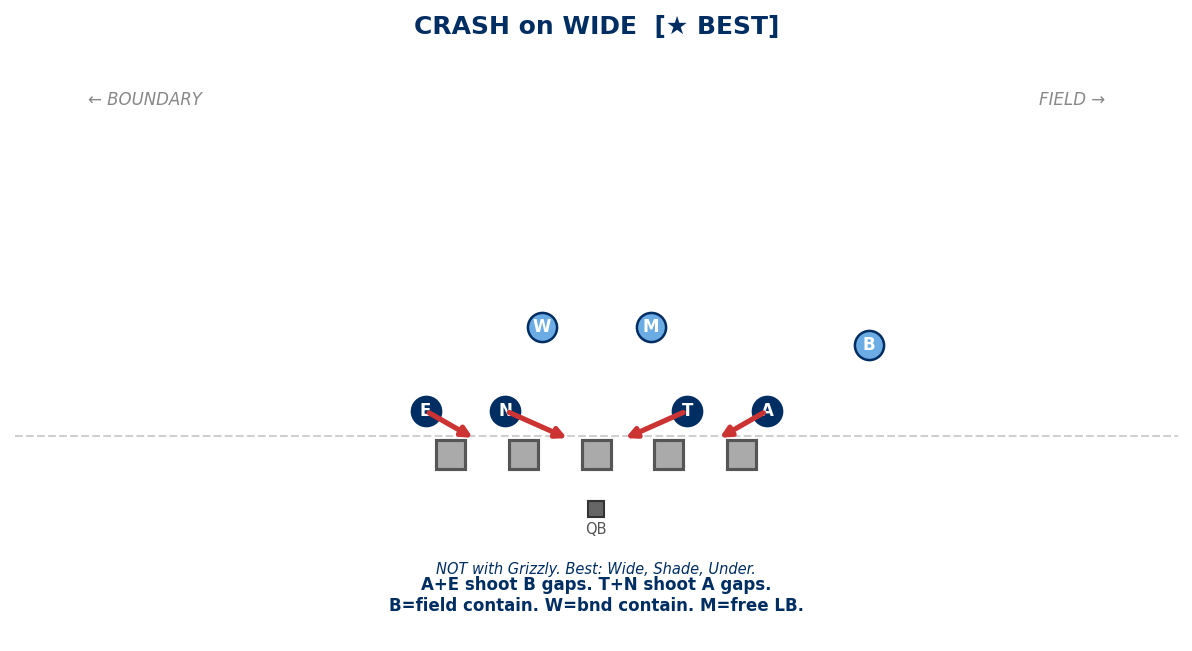 CRASH on WIDE [★ BEST]
← BOUNDARY
FIELD →
W
M
B
E
N
T
A
QB
NOT with Grizzly. Best: Wide, Shade, Under.
A+E shoot B gaps. T+N shoot A gaps.
B=field contain. W=bnd contain. M=free LB.